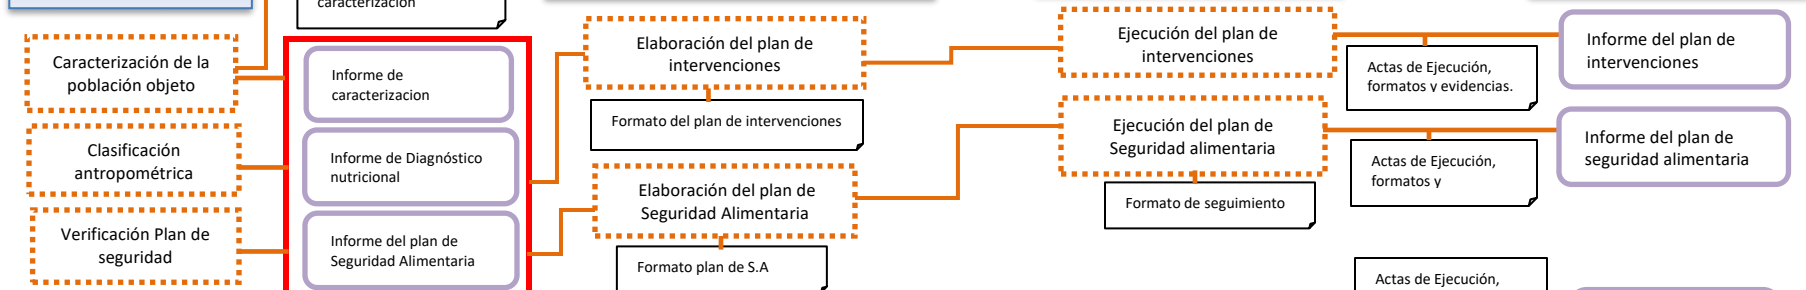 caracterización
Caracterización de la
población objeto
Clasificación
antropométrica
Verificación Plan de
seguridad
Informe de
caracterizacion
Informe de Diagnóstico
nutricional
Informe del plan de
Seguridad Alimentaria
Elaboración del plan de
intervenciones
Formato del plan de intervenciones
Elaboración del plan de
Seguridad Alimentaria
Formato plan de S.A
Ejecución del plan de
intervenciones
Ejecución del plan de
Seguridad alimentaria
Formato de seguimiento
Actas de Ejecución,
formatos y evidencias.
Actas de Ejecución,
formatos y
Actas de Ejecución,
Informe del plan de
intervenciones
Informe del plan de
seguridad alimentaria